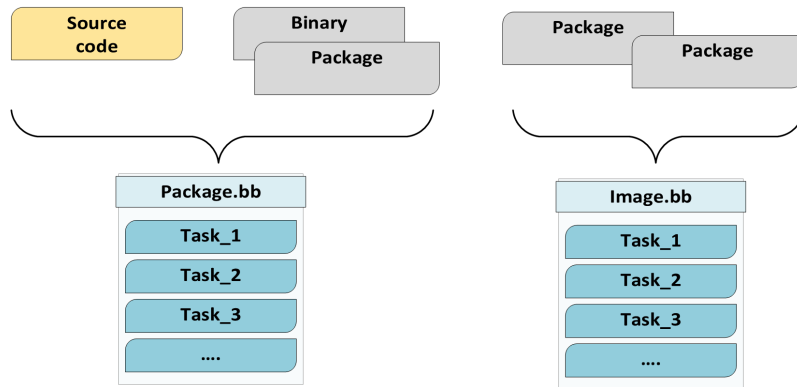 Source
code
Binary
Package
Package
Package
Package.bb
Task_1
Task_2
Task_3
....
Image.bb
Task_1
Task_2
Task_3
....